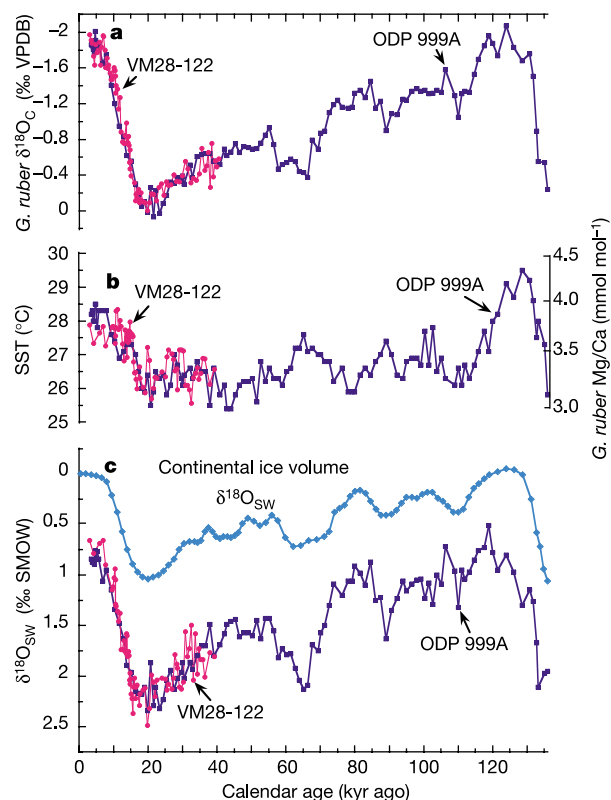 a
G. ruber δ¹⁸O_C (‰ VPDB)
–2
–1.6
–1.2
–0.8
–0.4
0
VM28-122
ODP 999A
b
SST (°C)
30
29
28
27
26
25
VM28-122
ODP 999A
4.5
4.0
3.5
3.0
G. ruber Mg/Ca (mmol mol⁻¹)
c
Continental ice volume
δ¹⁸O_SW
δ¹⁸O_SW (‰ SMOW)
0
0.5
1
1.5
2
2.5
ODP 999A
VM28-122
0 20 40 60 80 100 120
Calendar age (kyr ago)